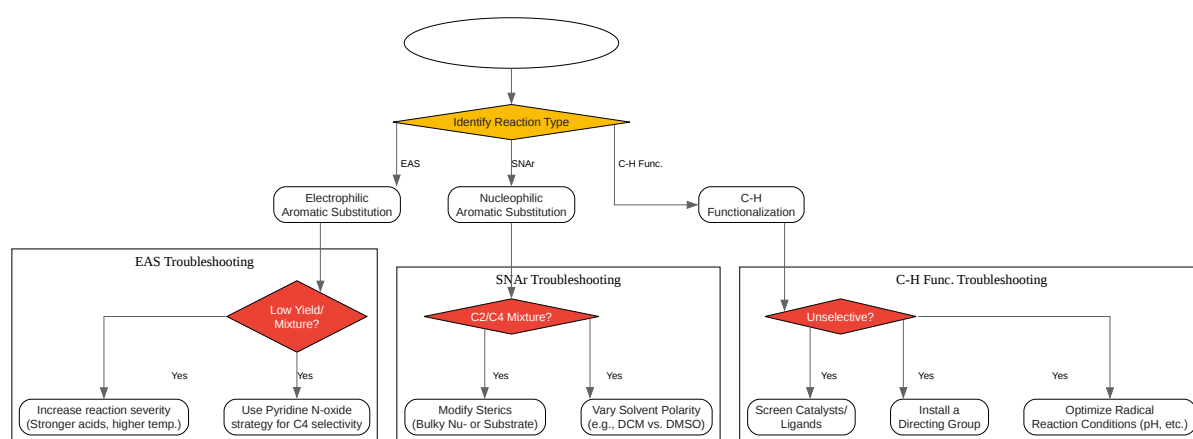 Identify Reaction Type
EAS
SNAr
C-H Func.
Electrophilic
Aromatic Substitution
Nucleophilic
Aromatic Substitution
C-H
Functionalization
EAS Troubleshooting
SNAr Troubleshooting
C-H Func. Troubleshooting
Low Yield/
Mixture?
C2/C4 Mixture?
Unselective?
Yes
Yes
Yes
Yes
Yes
Yes
Yes
Increase reaction severity
(Stronger acids, higher temp.)
Use Pyridine N-oxide
strategy for C4 selectivity
Modify Sterics
(Bulky Nu- or Substrate)
Vary Solvent Polarity
(e.g., DCM vs. DMSO)
Screen Catalysts/
Ligands
Install a
Directing Group
Optimize Radical
Reaction Conditions (pH, etc.)